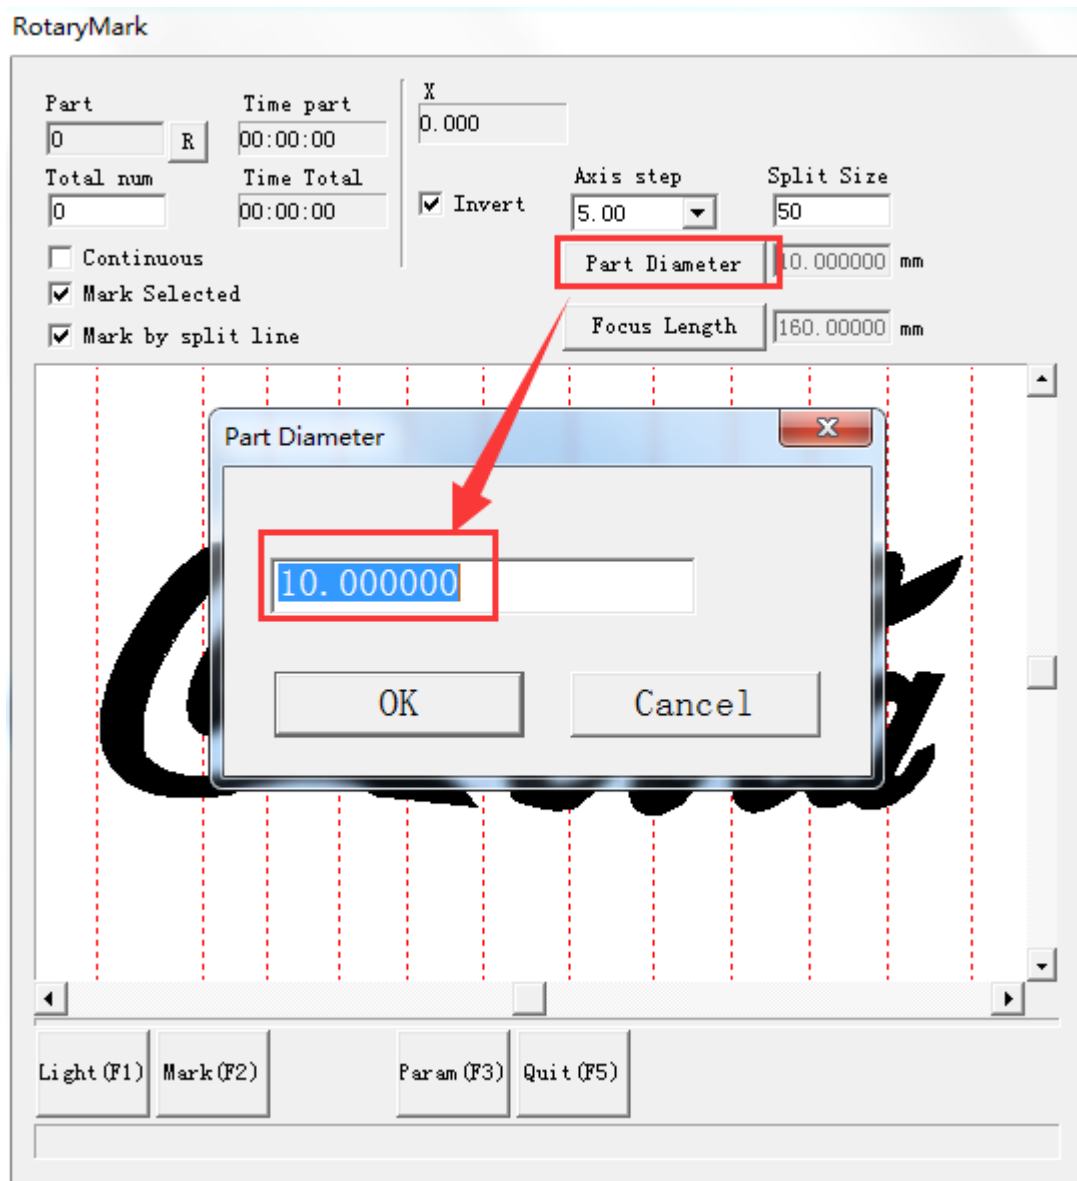 RotaryMark
Part
Time part
X
0
R
00:00:00
0.000
Total num
Time Total
Axis step
Split Size
0
00:00:00
Invert
5.00
50
Continuous
Part Diameter
10.000000 mm
Mark Selected
Focus Length
160.00000 mm
Mark by split line
Part Diameter
10.000000
OK
Cancel
Light(F1)
Mark(F2)
Param(F3)
Quit(F5)